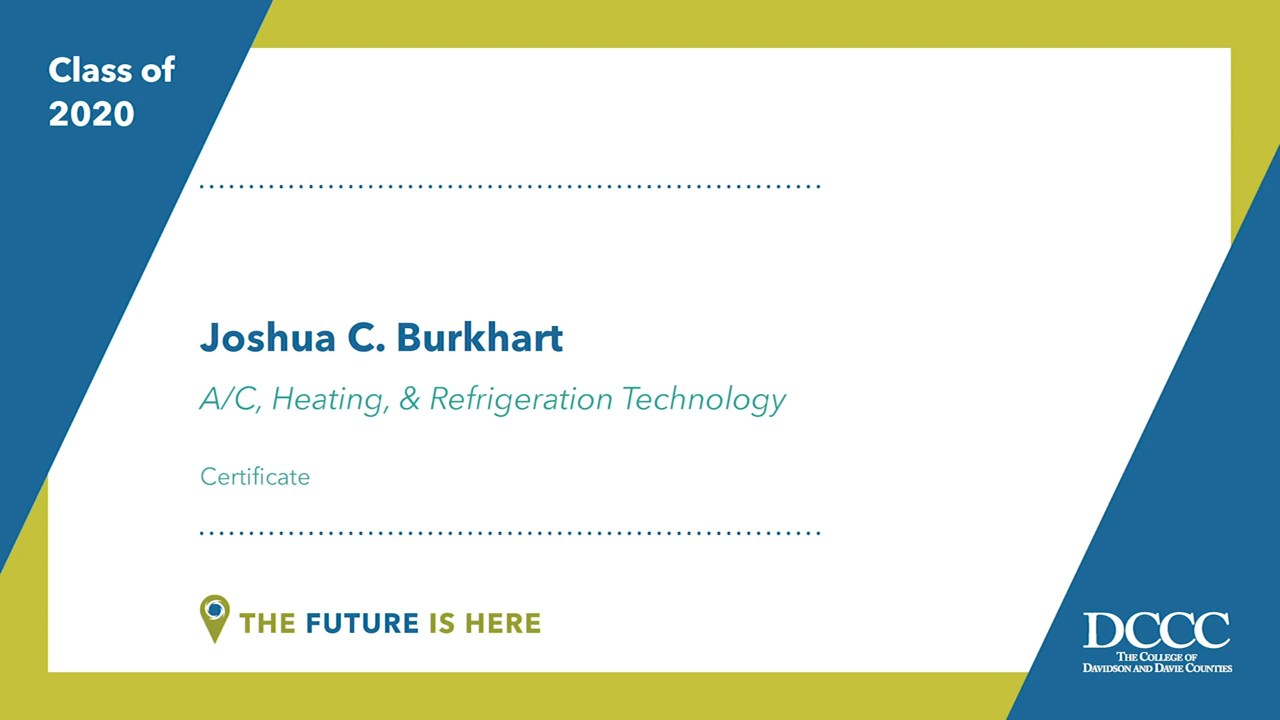 Class of
2020
Joshua C. Burkhart
A/C, Heating, & Refrigeration Technology
Certificate
THE FUTURE IS HERE
DCCC
THE COLLEGE OF
DAVIDSON AND DAVIE COUNTIES